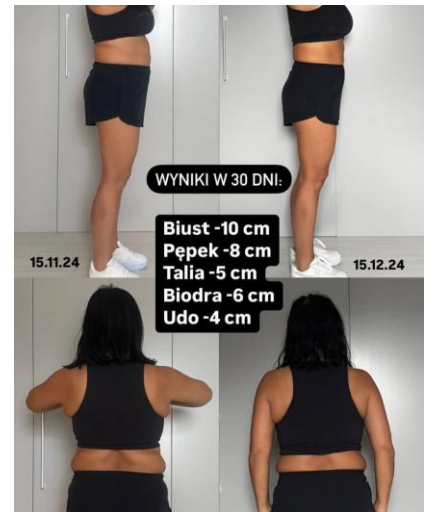 WYNIKI W 30 DNI:
Biust -10 cm
Pępek -8 cm
Talia -5 cm
Biodra -6 cm
Udo -4 cm
15.11.24
15.12.24